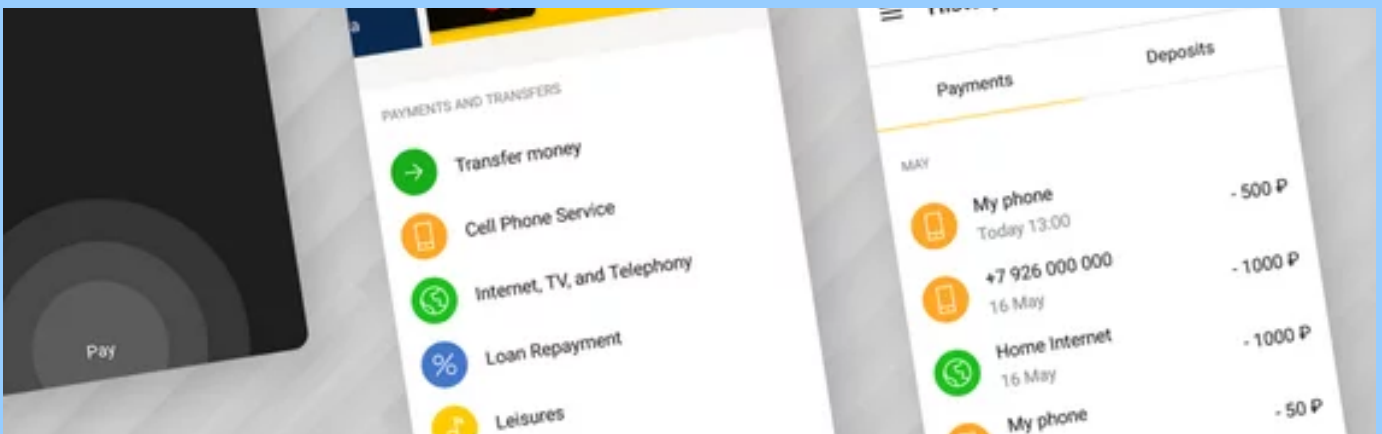 Pay
PAYMENTS AND TRANSFERS
Transfer money
Cell Phone Service
Internet, TV, and Telephony
Loan Repayment
Leisures
Payments
Deposits
MAY
My phone
- 500 ₽
Today 13:00
+7 926 000 000
- 1000 ₽
16 May
Home Internet
- 1000 ₽
16 May
My phone
- 50 ₽